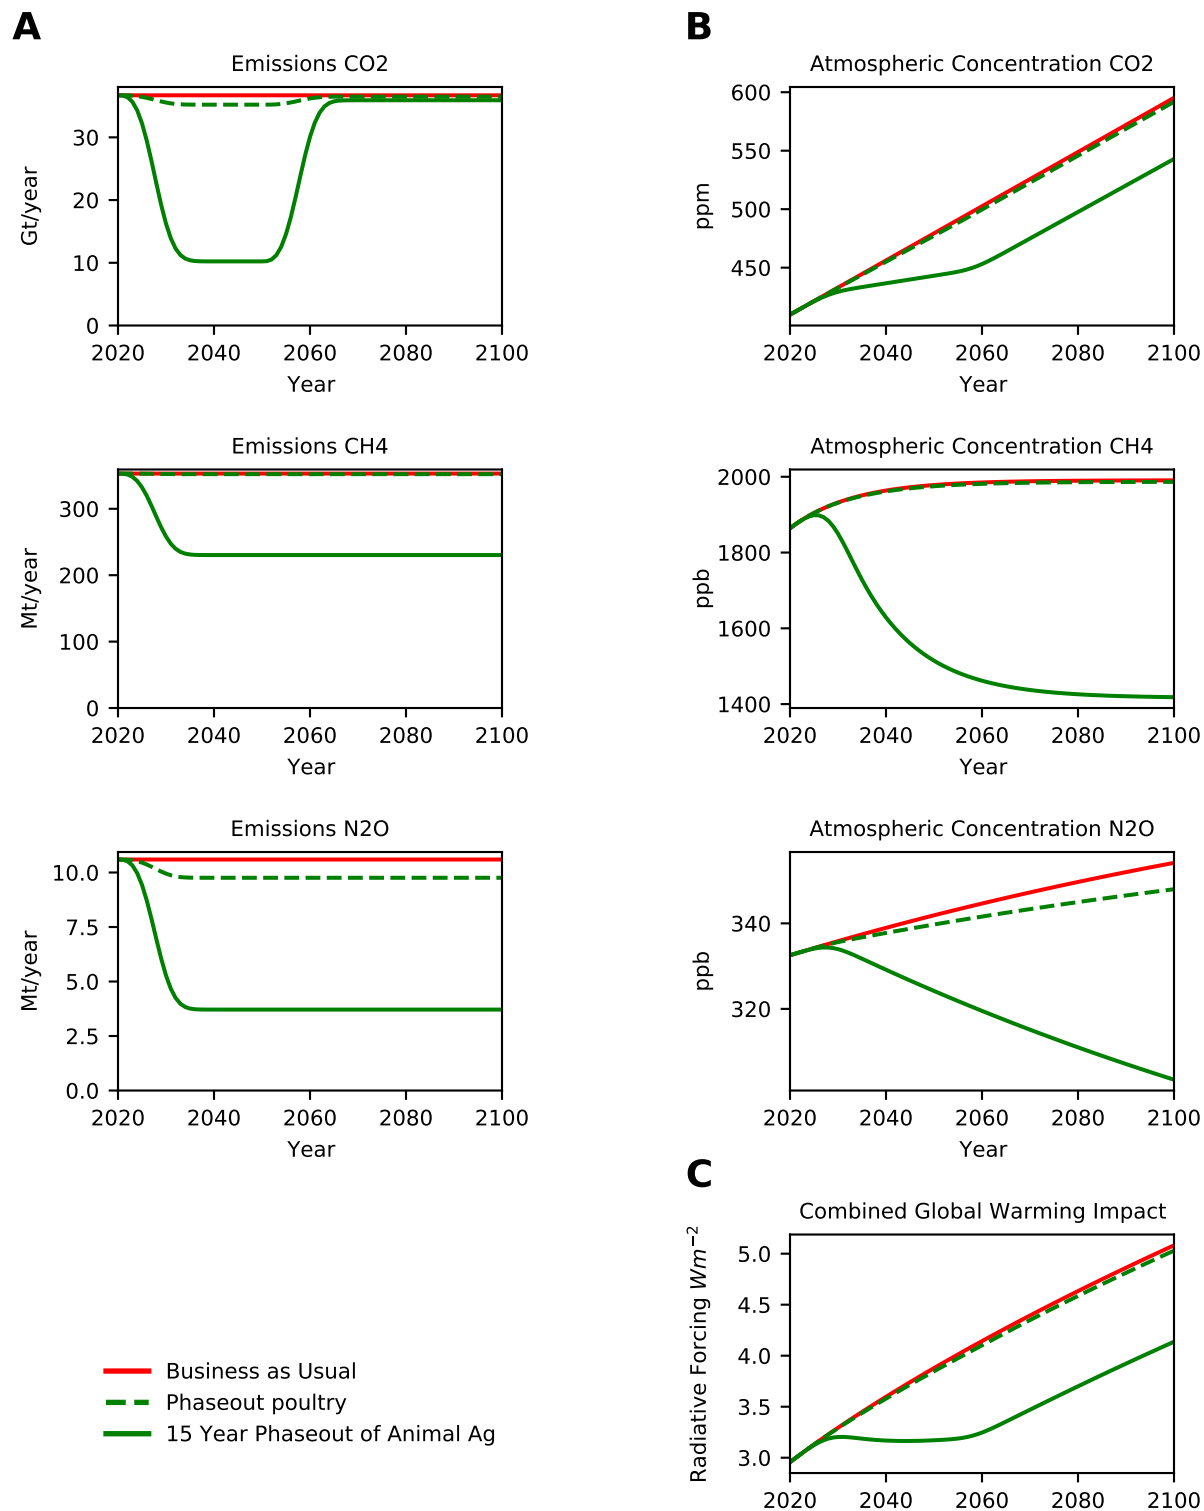 A
Emissions CO2
Gt/year
30
20
10
0
2020 2040 2060 2080 2100
Year
Emissions CH4
Mt/year
300
200
100
0
2020 2040 2060 2080 2100
Year
Emissions N2O
Mt/year
10.0
7.5
5.0
2.5
0.0
2020 2040 2060 2080 2100
Year
B
Atmospheric Concentration CO2
ppm
600
550
500
450
2020 2040 2060 2080 2100
Year
Atmospheric Concentration CH4
ppb
2000
1800
1600
1400
2020 2040 2060 2080 2100
Year
Atmospheric Concentration N2O
ppb
340
320
2020 2040 2060 2080 2100
Year
C
Combined Global Warming Impact
Radiative Forcing Wm⁻²
5.0
4.5
4.0
3.5
3.0
2020 2040 2060 2080 2100
Business as Usual
Phaseout poultry
15 Year Phaseout of Animal Ag